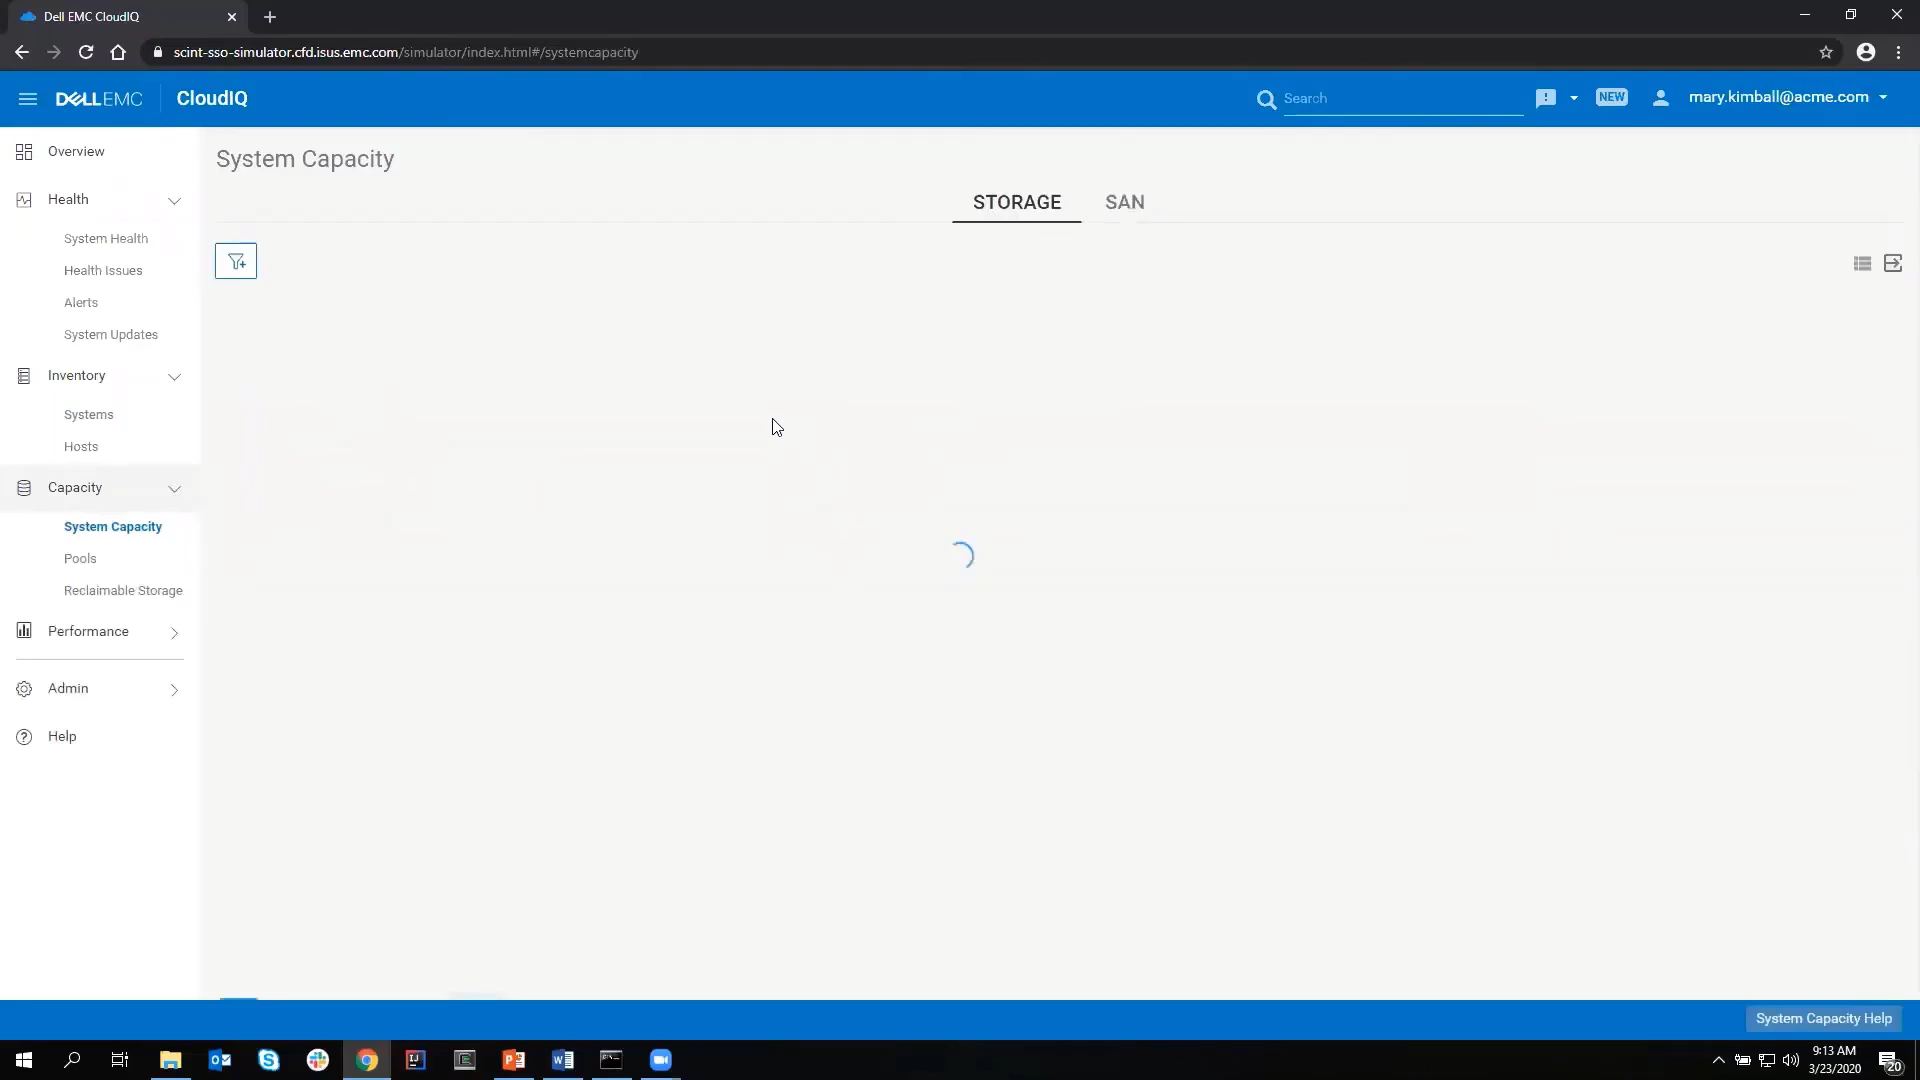 Dell EMC CloudIQ
scint-sso-simulator.cfd.isus.emc.com/simulator/index.html#/systemcapacity
DELLEMC CloudIQ
Search
NEW
mary.kimball@acme.com
Overview
System Capacity
Health
STORAGE SAN
System Health
Health Issues
Alerts
System Updates
Inventory
Systems
Hosts
Capacity
System Capacity
Pools
Reclaimable Storage
Performance
Admin
Help
System Capacity Help
9:13 AM
3/23/2020
20